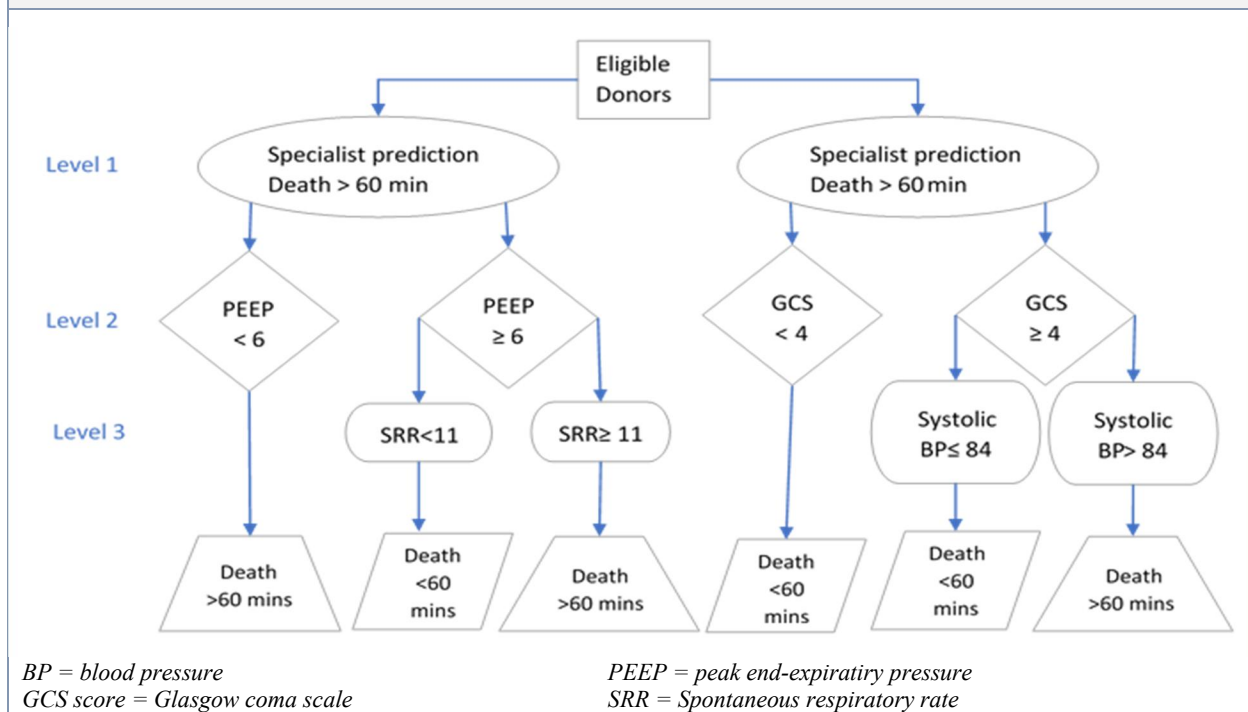 Eligible
Donors
Level 1
Specialist prediction
Death > 60 min
Specialist prediction
Death > 60 min
Level 2
PEEP
< 6
PEEP
≥ 6
GCS
< 4
GCS
≥ 4
Level 3
SRR<11
SRR≥ 11
Systolic
BP≤ 84
Systolic
BP> 84
Death
>60 mins
Death
<60
mins
Death
>60 mins
Death
<60
mins
Death
<60
mins
Death
>60 mins
BP = blood pressure
PEEP = peak end-expiratiry pressure
GCS score = Glasgow coma scale
SRR = Spontaneous respiratory rate